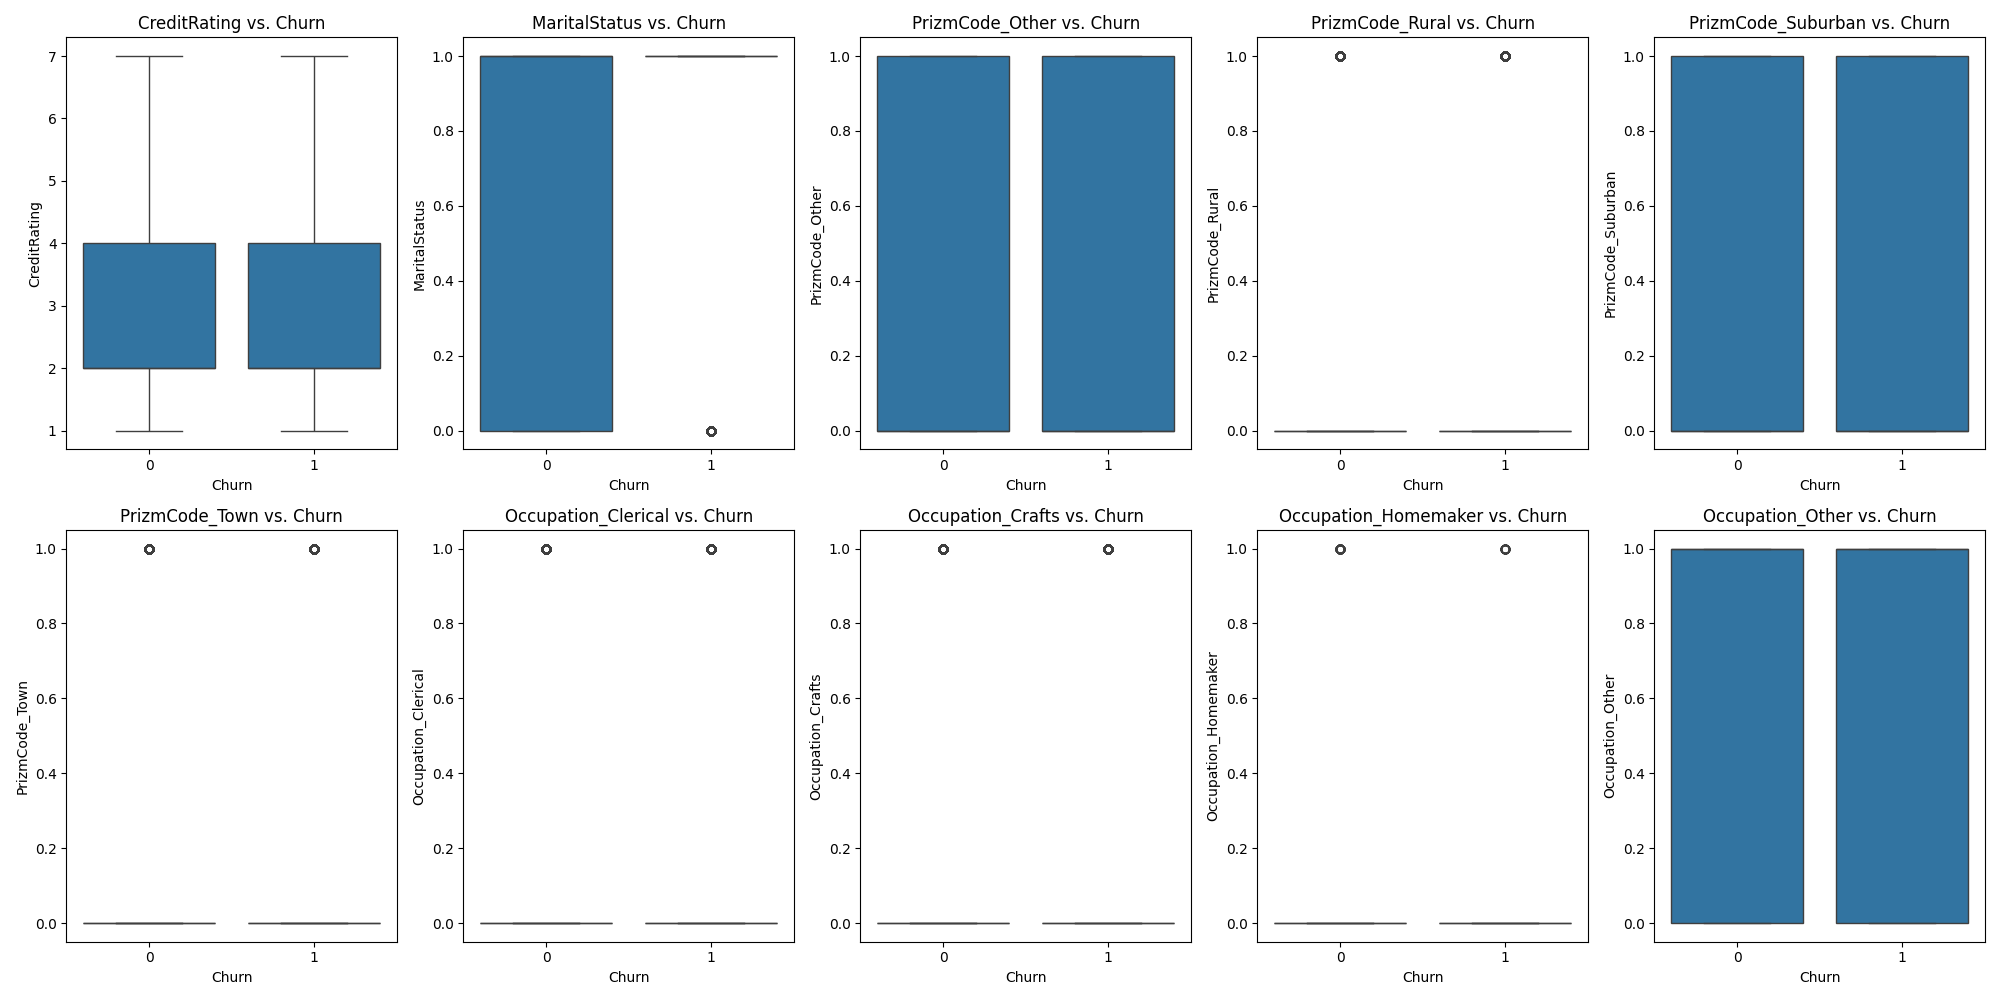 CreditRating vs. Churn
CreditRating
7
6
5
4
3
2
1
0
1
Churn
MaritalStatus vs. Churn
MaritalStatus
1.0
0.8
0.6
0.4
0.2
0.0
0
1
Churn
PrizmCode_Other vs. Churn
PrizmCode_Other
1.0
0.8
0.6
0.4
0.2
0.0
0
1
Churn
PrizmCode_Rural vs. Churn
PrizmCode_Rural
1.0
0.8
0.6
0.4
0.2
0.0
0
1
Churn
PrizmCode_Suburban vs. Churn
PrizmCode_Suburban
1.0
0.8
0.6
0.4
0.2
0.0
0
1
Churn
PrizmCode_Town vs. Churn
PrizmCode_Town
1.0
0.8
0.6
0.4
0.2
0.0
0
1
Churn
Occupation_Clerical vs. Churn
Occupation_Clerical
1.0
0.8
0.6
0.4
0.2
0.0
0
1
Churn
Occupation_Crafts vs. Churn
Occupation_Crafts
1.0
0.8
0.6
0.4
0.2
0.0
0
1
Churn
Occupation_Homemaker vs. Churn
Occupation_Homemaker
1.0
0.8
0.6
0.4
0.2
0.0
0
1
Churn
Occupation_Other vs. Churn
Occupation_Other
1.0
0.8
0.6
0.4
0.2
0.0
0
1
Churn